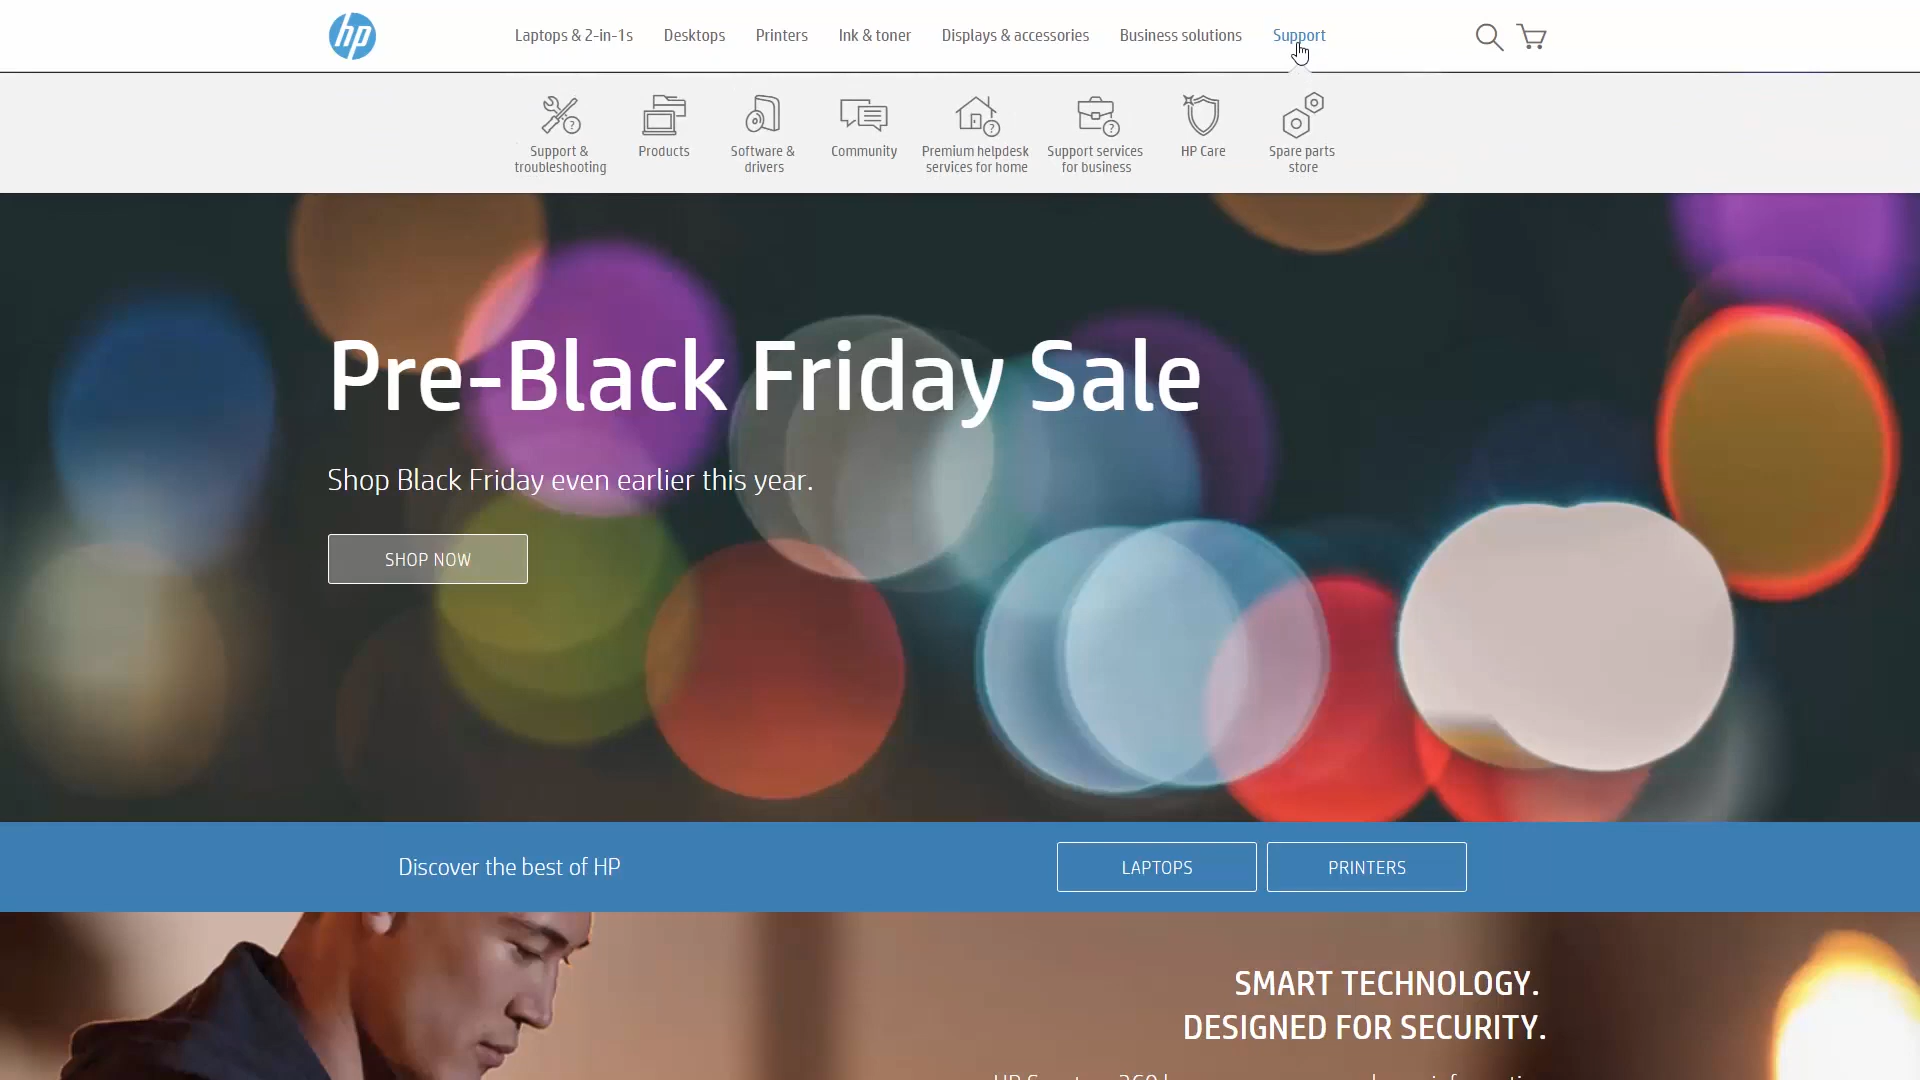 hp
Laptops & 2-in-1s Desktops Printers Ink & toner Displays & accessories Business solutions Support
Support & troubleshooting
Products
Software & drivers
Community
Premium helpdesk services for home
Support services for business
HP Care
Spare parts store
Pre-Black Friday Sale
Shop Black Friday even earlier this year.
SHOP NOW
Discover the best of HP
LAPTOPS
PRINTERS
SMART TECHNOLOGY.
DESIGNED FOR SECURITY.